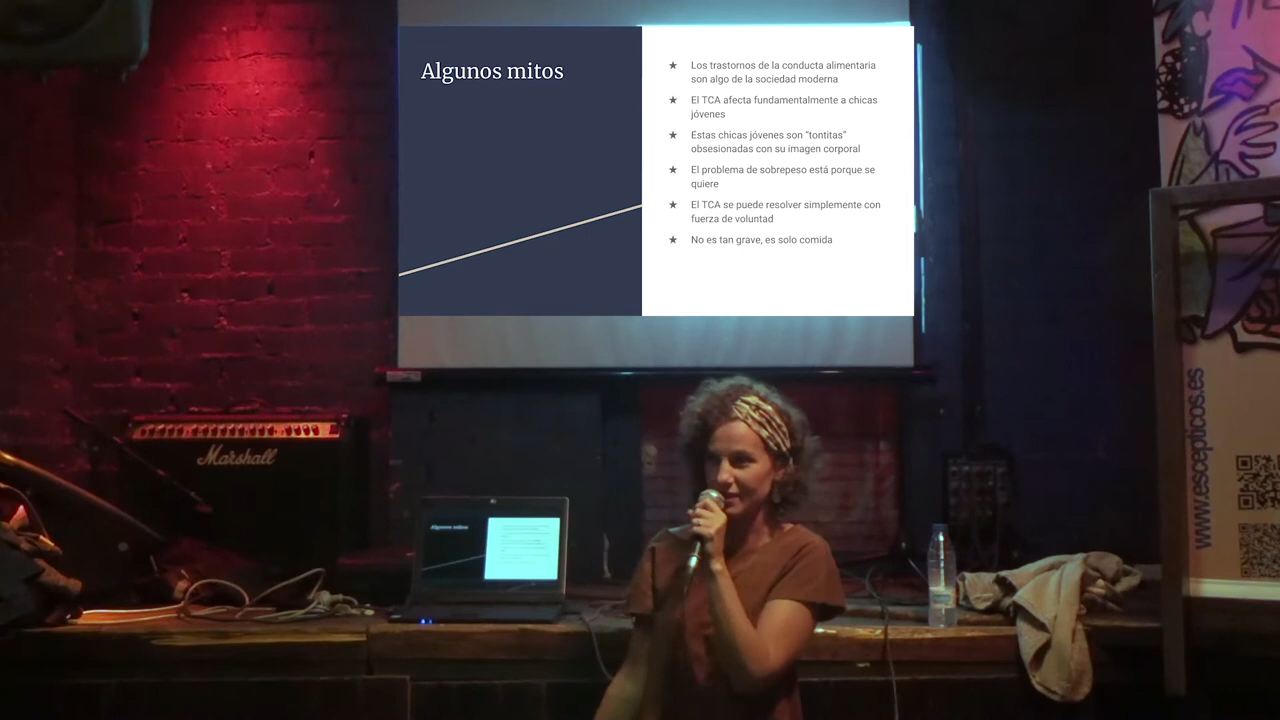 Algunos mitos
★ Los trastornos de la conducta alimentaria
son algo de la sociedad moderna
★ El TCA afecta fundamentalmente a chicas
jóvenes
★ Estas chicas jóvenes son “tontitas”
obsesionadas con su imagen corporal
★ El problema de sobrepeso está porque se
quiere
★ El TCA se puede resolver simplemente con
fuerza de voluntad
★ No es tan grave, es solo comida
Marshall
Algunos mitos
www.escepticos.es